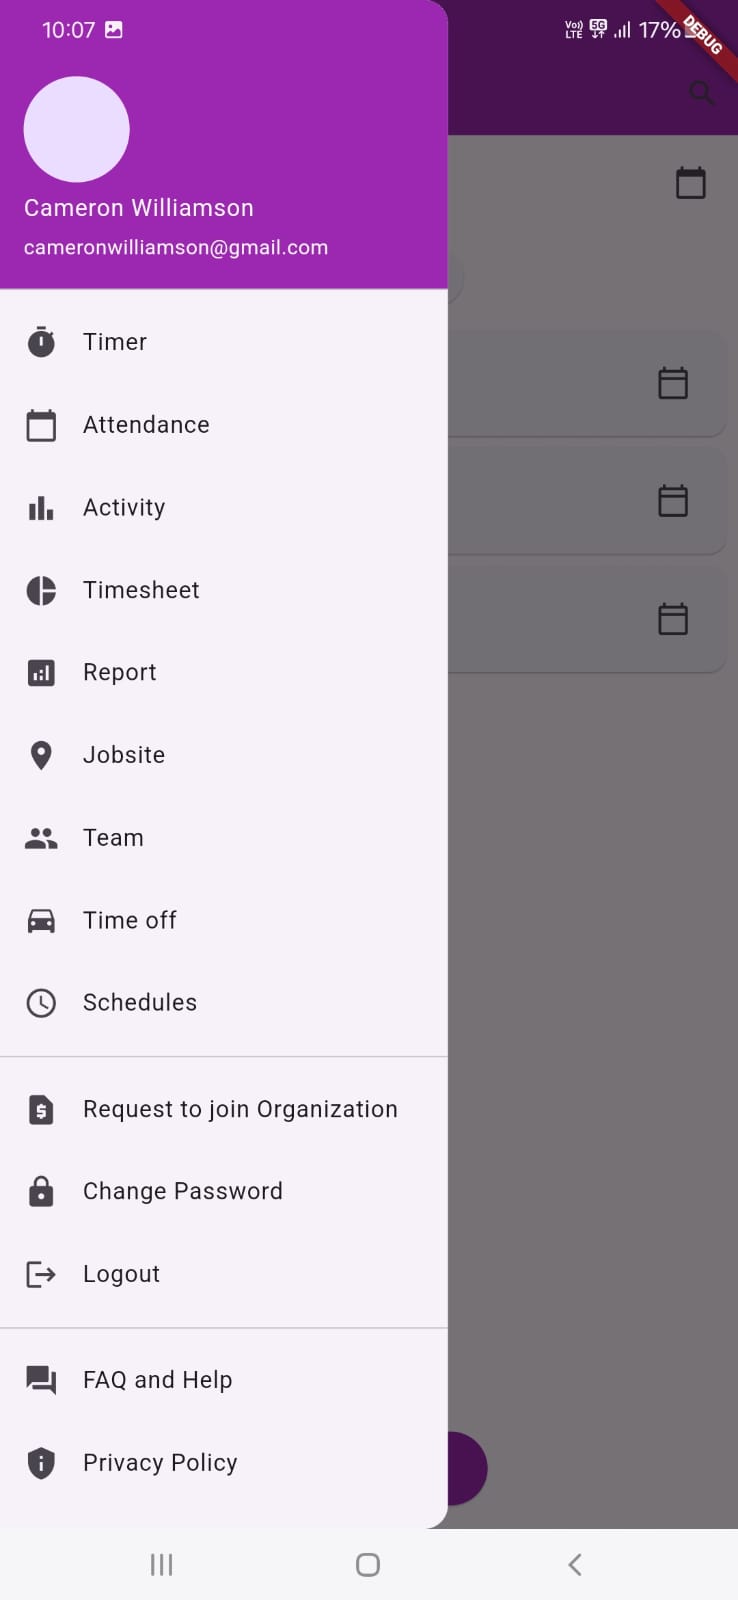 10:07
Vo)) LTE 5G 17%
DEBUG
Cameron Williamson
cameronwilliamson@gmail.com
Timer
Attendance
Activity
Timesheet
Report
Jobsite
Team
Time off
Schedules
Request to join Organization
Change Password
Logout
FAQ and Help
Privacy Policy